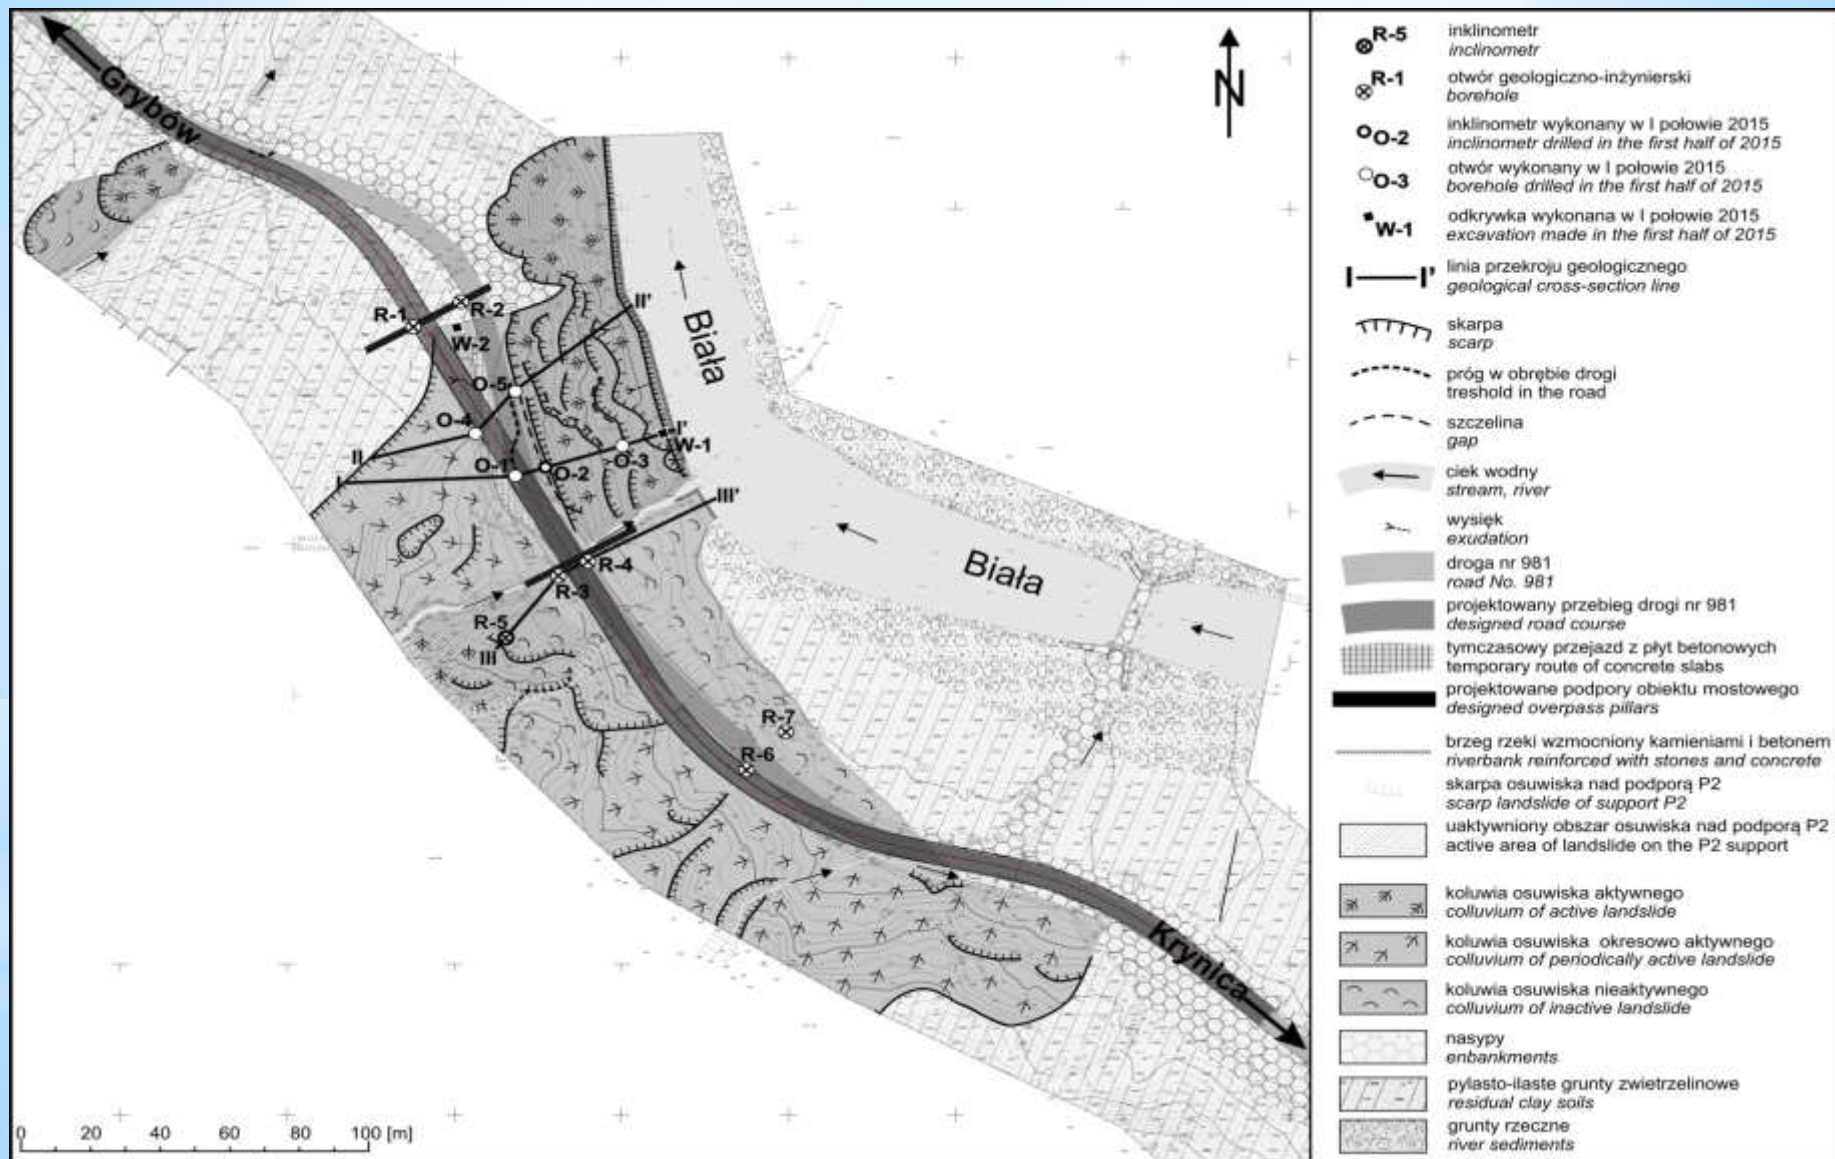 Grybów
N
R-1
R-2
W-2
II'
Biała
O-5
O-4
II
I'
W-1
I
O-1
O-2
O-3
III'
R-4
R-3
Biała
R-5
III
R-7
R-6
Krynica
0 20 40 60 80 100 [m]
R-5 inklinometr
inclinometr
R-1 otwór geologiczno-inżynierski
borehole
O-2 inklinometr wykonany w I połowie 2015
inclinometr drilled in the first half of 2015
O-3 otwór wykonany w I połowie 2015
borehole drilled in the first half of 2015
W-1 odkrywka wykonana w I połowie 2015
excavation made in the first half of 2015
I I' linia przekroju geologicznego
geological cross-section line
skarpa
scarp
próg w obrębie drogi
treshold in the road
szczelina
gap
ciek wodny
stream, river
wysięk
exudation
droga nr 981
road No. 981
projektowany przebieg drogi nr 981
designed road course
tymczasowy przejazd z płyt betonowych
temporary route of concrete slabs
projektowane podpory obiektu mostowego
designed overpass pillars
brzeg rzeki wzmocniony kamieniami i betonem
riverbank reinforced with stones and concrete
skarpa osuwiska nad podporą P2
scarp landslide of support P2
uaktywniony obszar osuwiska nad podporą P2
active area of landslide on the P2 support
koluwia osuwiska aktywnego
colluvium of active landslide
koluwia osuwiska okresowo aktywnego
colluvium of periodically active landslide
koluwia osuwiska nieaktywnego
colluvium of inactive landslide
nasypy
enbankments
pylasto-ilaste grunty zwietrzelinowe
residual clay soils
grunty rzeczne
river sediments